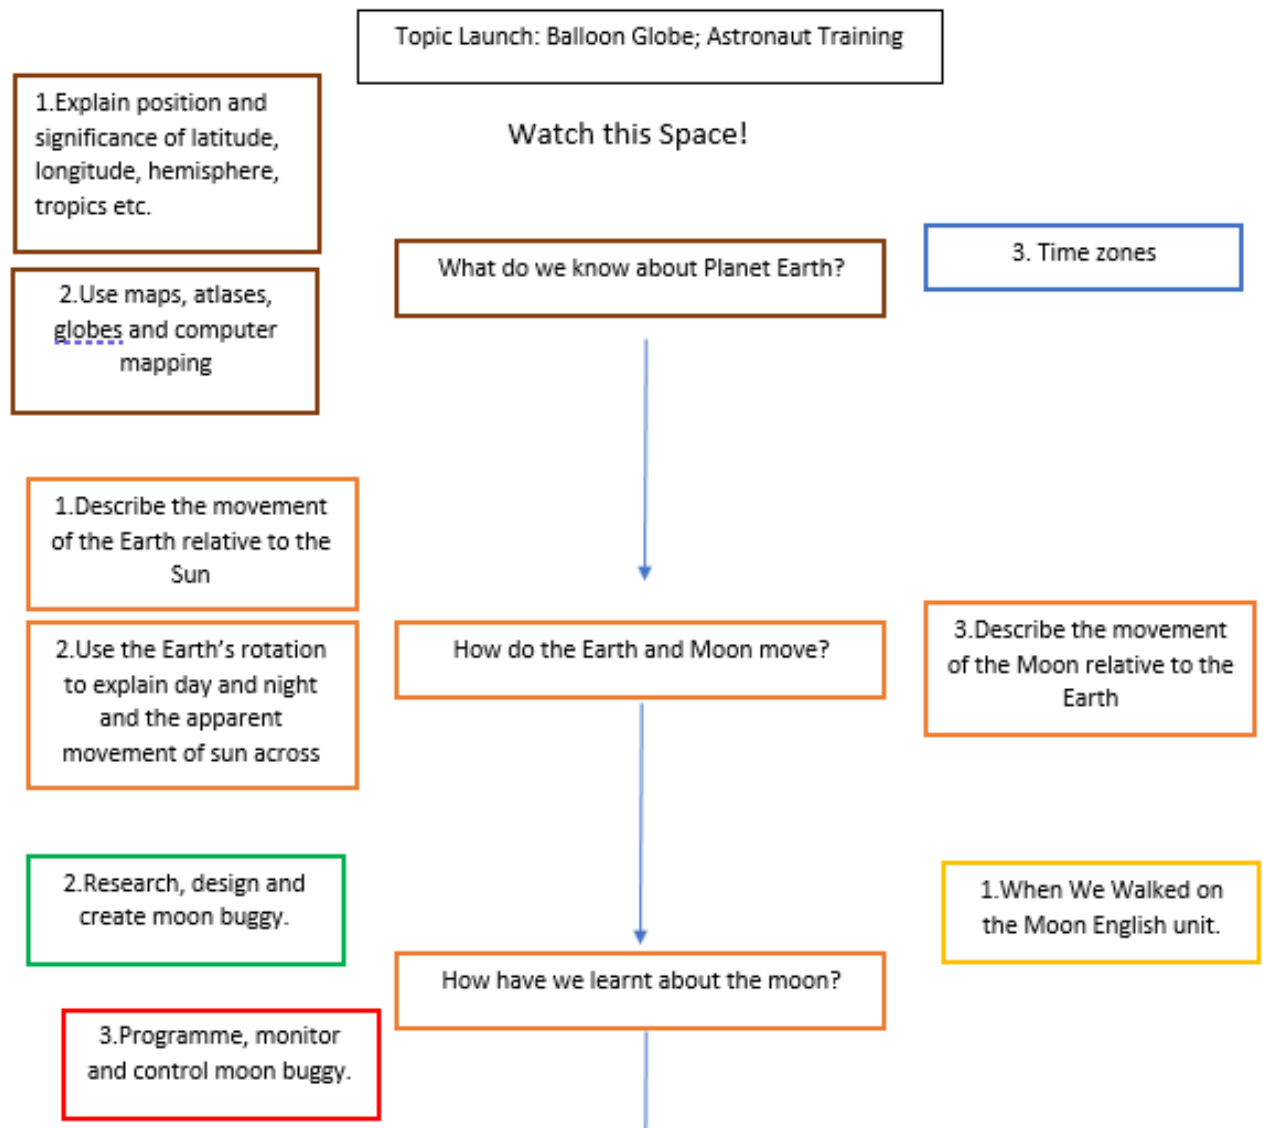 Topic Launch: Balloon Globe; Astronaut Training
Watch this Space!
1.Explain position and
significance of latitude,
longitude, hemisphere,
tropics etc.
2.Use maps, atlases,
globes and computer
mapping
What do we know about Planet Earth?
3. Time zones
1.Describe the movement
of the Earth relative to the
Sun
2.Use the Earth’s rotation
to explain day and night
and the apparent
movement of sun across
How do the Earth and Moon move?
3.Describe the movement
of the Moon relative to the
Earth
2.Research, design and
create moon buggy.
3.Programme, monitor
and control moon buggy.
How have we learnt about the moon?
1.When We Walked on
the Moon English unit.